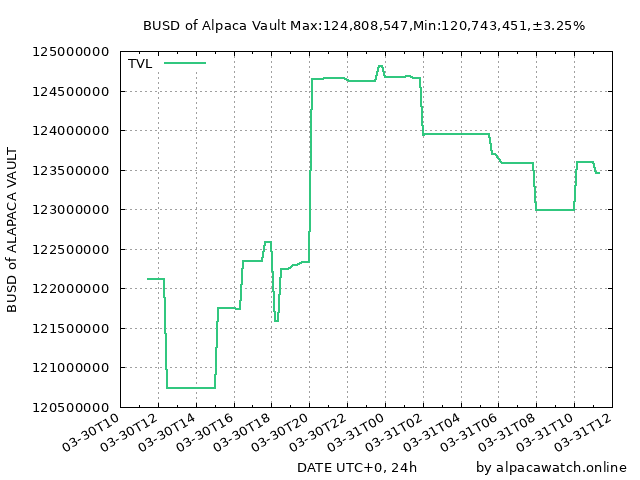 BUSD of Alpaca Vault Max:124,808,547,Min:120,743,451,±3.25%
TVL
125000000
124500000
124000000
123500000
123000000
122500000
122000000
121500000
121000000
120500000
BUSD of ALAPACA VAULT
03-30T10
03-30T12
03-30T14
03-30T16
03-30T18
03-30T20
03-30T22
03-31T00
03-31T02
03-31T04
03-31T06
03-31T08
03-31T10
03-31T12
DATE UTC+0, 24h
by alpacawatch.online